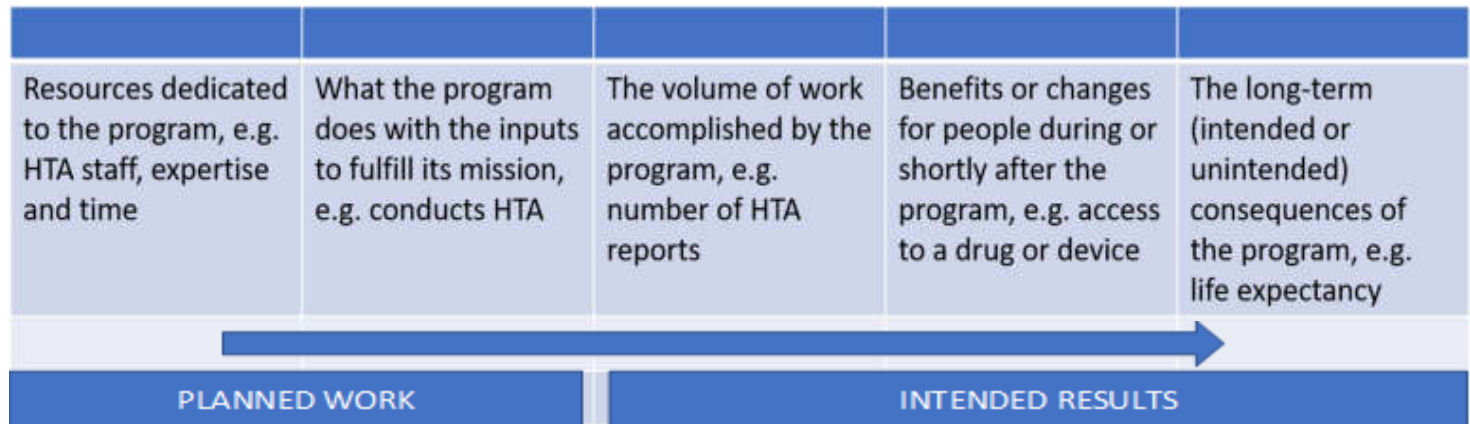 Resources dedicated
to the program, e.g.
HTA staff, expertise
and time
What the program
does with the inputs
to fulfill its mission,
e.g. conducts HTA
The volume of work
accomplished by the
program, e.g.
number of HTA
reports
Benefits or changes
for people during or
shortly after the
program, e.g. access
to a drug or device
The long-term
(intended or
unintended)
consequences of
the program, e.g.
life expectancy
PLANNED WORK
INTENDED RESULTS